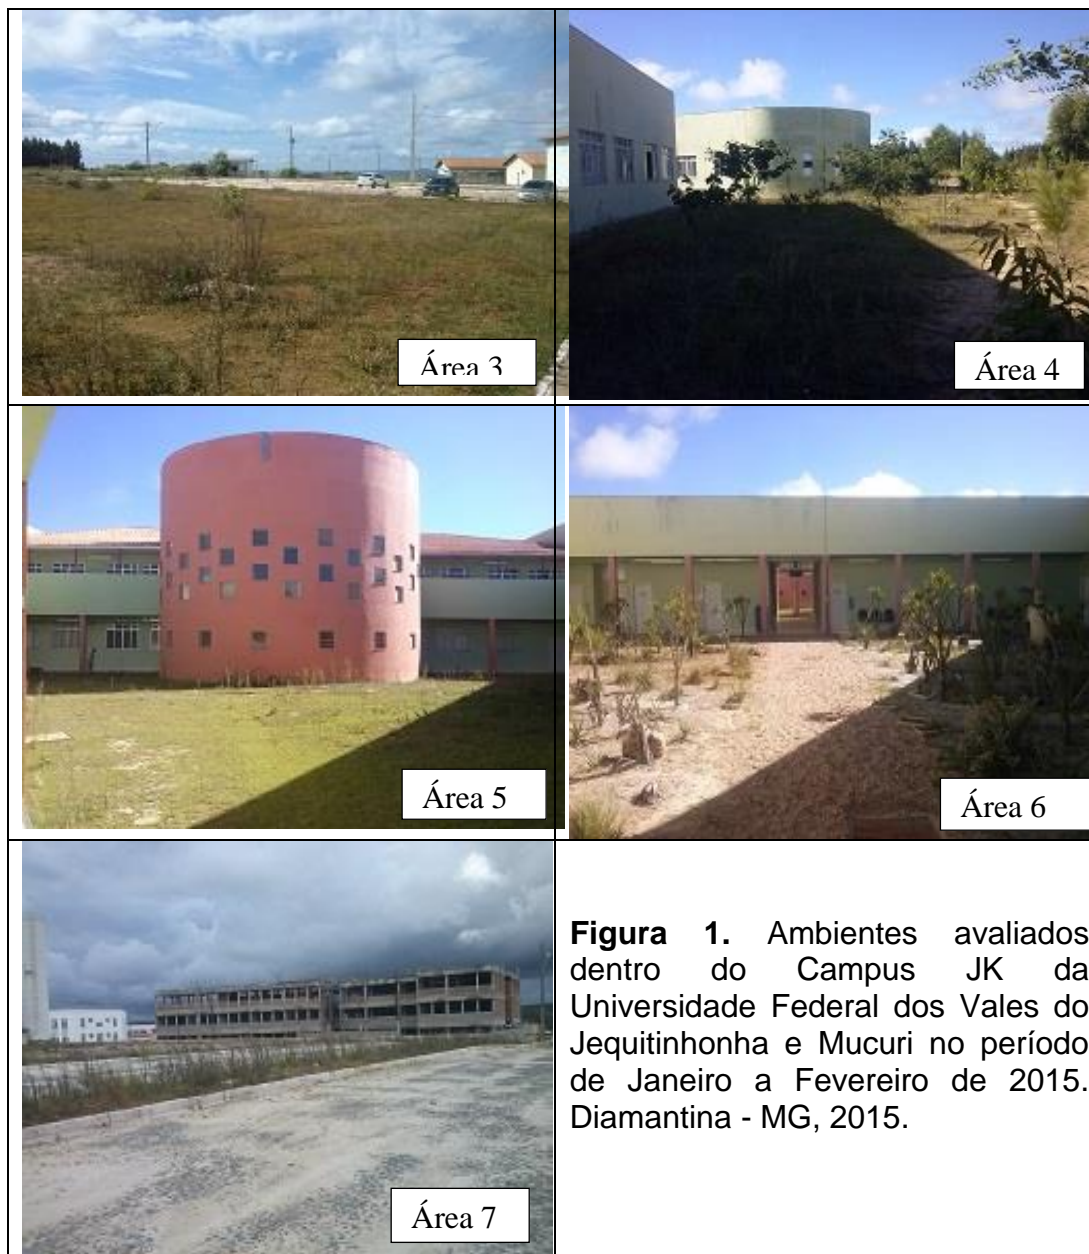 Área 3
Área 4
Área 5
Área 6
Área 7
Figura 1. Ambientes avaliados
dentro do Campus JK da
Universidade Federal dos Vales do
Jequitinhonha e Mucuri no período
de Janeiro a Fevereiro de 2015.
Diamantina - MG, 2015.